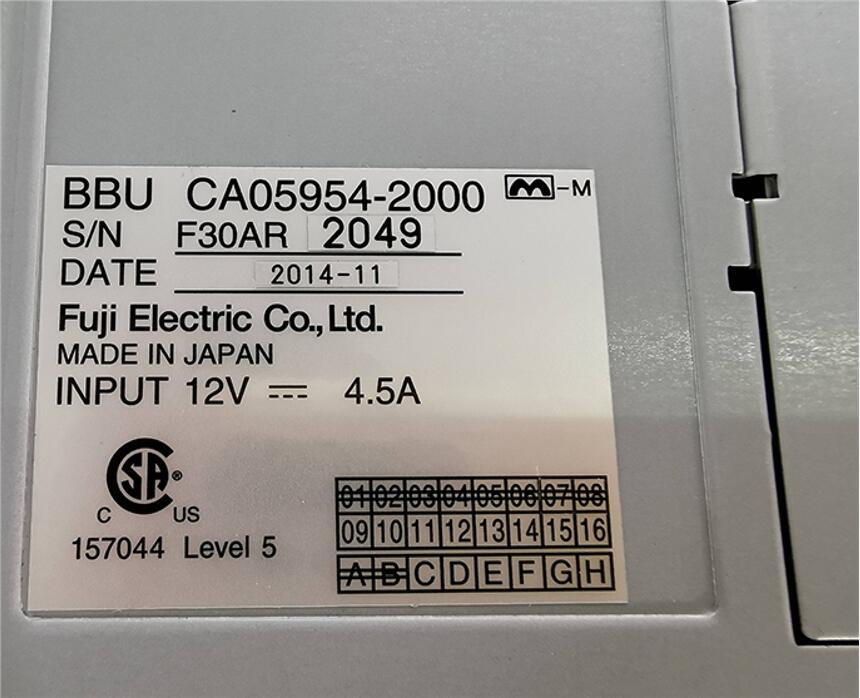 BBU CA05954-2000 M-M
S/N F30AR 2049
DATE 2014-11
Fuji Electric Co.,Ltd.
MADE IN JAPAN
INPUT 12V ⎓ 4.5A
CSA®
C US
157044 Level 5
01 02 03 04 05 06 07 08
09 10 11 12 13 14 15 16
A B C D E F G H